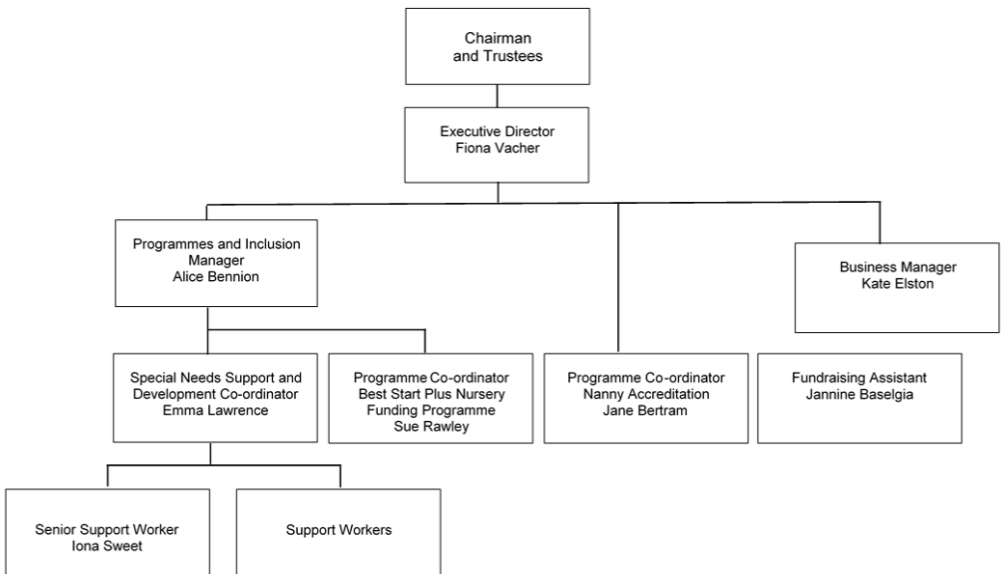 Chairman
and Trustees
Executive Director
Fiona Vacher
Programmes and Inclusion
Manager
Alice Bennion
Business Manager
Kate Elston
Special Needs Support and
Development Co-ordinator
Emma Lawrence
Programme Co-ordinator
Best Start Plus Nursery
Funding Programme
Sue Rawley
Programme Co-ordinator
Nanny Accreditation
Jane Bertram
Fundraising Assistant
Jannine Baselgia
Senior Support Worker
Iona Sweet
Support Workers